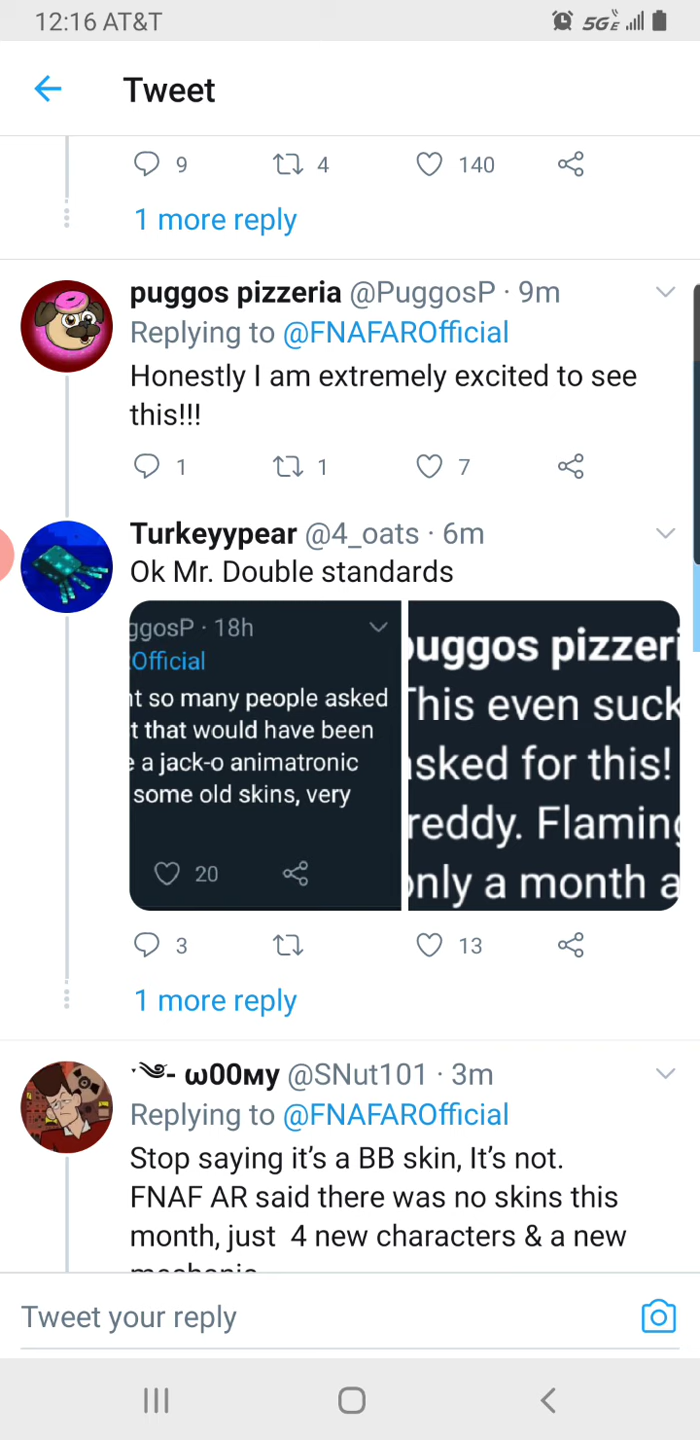 12:16 AT&T
5GE
Tweet
9 4 140
1 more reply
puggos pizzeria @PuggosP · 9m
Replying to @FNAFAROfficial
Honestly I am extremely excited to see
this!!!
1 1 7
Turkeyypear @4_oats · 6m
Ok Mr. Double standards
ggosP · 18h
Official
t so many people asked
t that would have been
e a jack-o animatronic
some old skins, very
20
uggos pizzeri
This even suck
sked for this!
reddy. Flaming
only a month a
3 13
1 more reply
ω00му @SNut101 · 3m
Replying to @FNAFAROfficial
Stop saying it's a BB skin, It's not.
FNAF AR said there was no skins this
month, just 4 new characters & a new
Tweet your reply